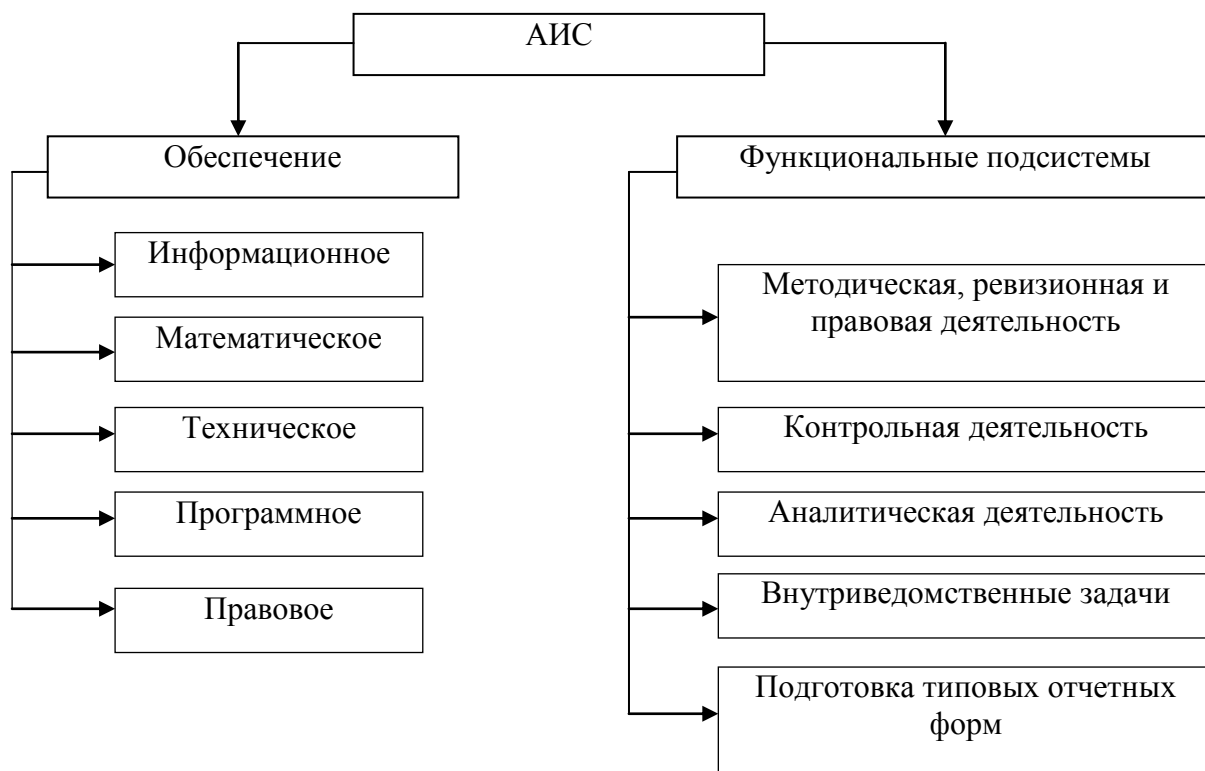 АИС
Обеспечение
Информационное
Математическое
Техническое
Программное
Правовое
Функциональные подсистемы
Методическая, ревизионная и
правовая деятельность
Контрольная деятельность
Аналитическая деятельность
Внутриведомственные задачи
Подготовка типовых отчетных
форм